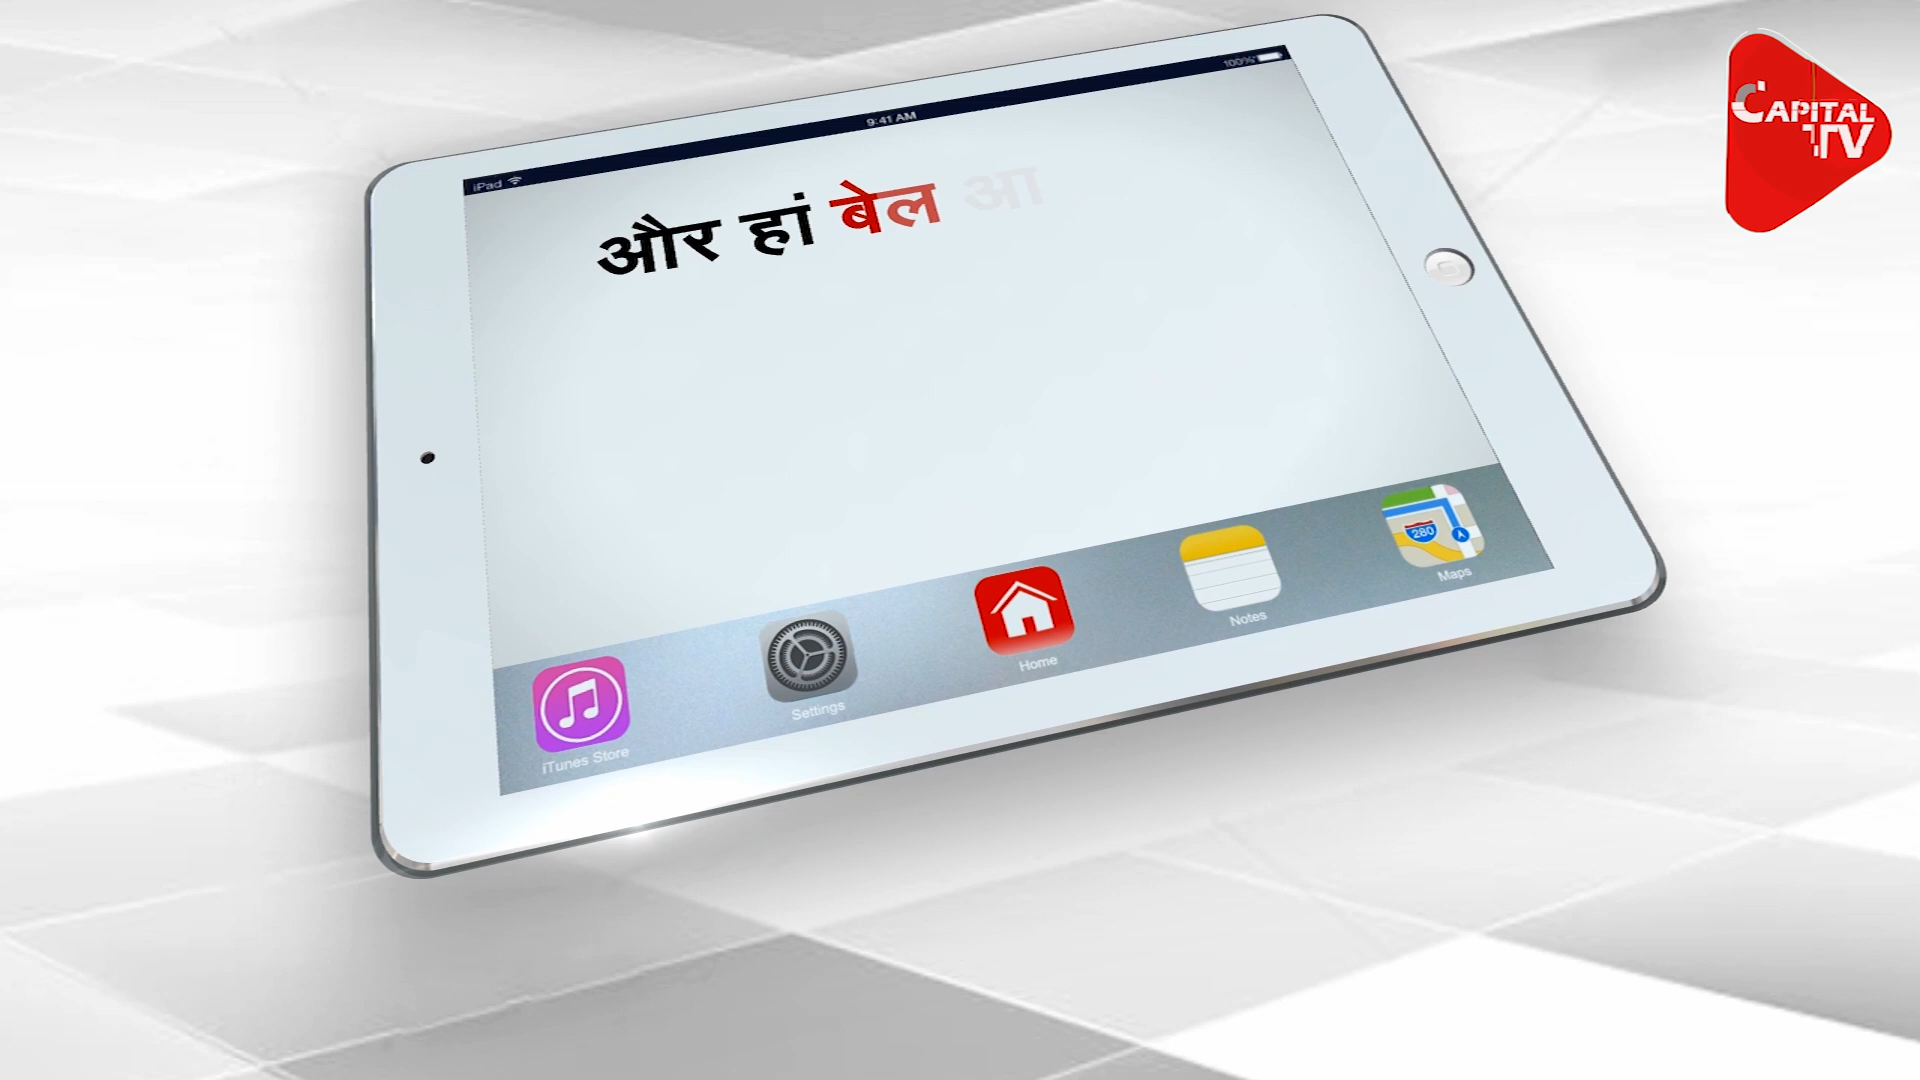 CAPITAL
TV
iPad
9:41 AM
100%
और हां बेल आ
280
iTunes Store
Settings
Home
Notes
Maps